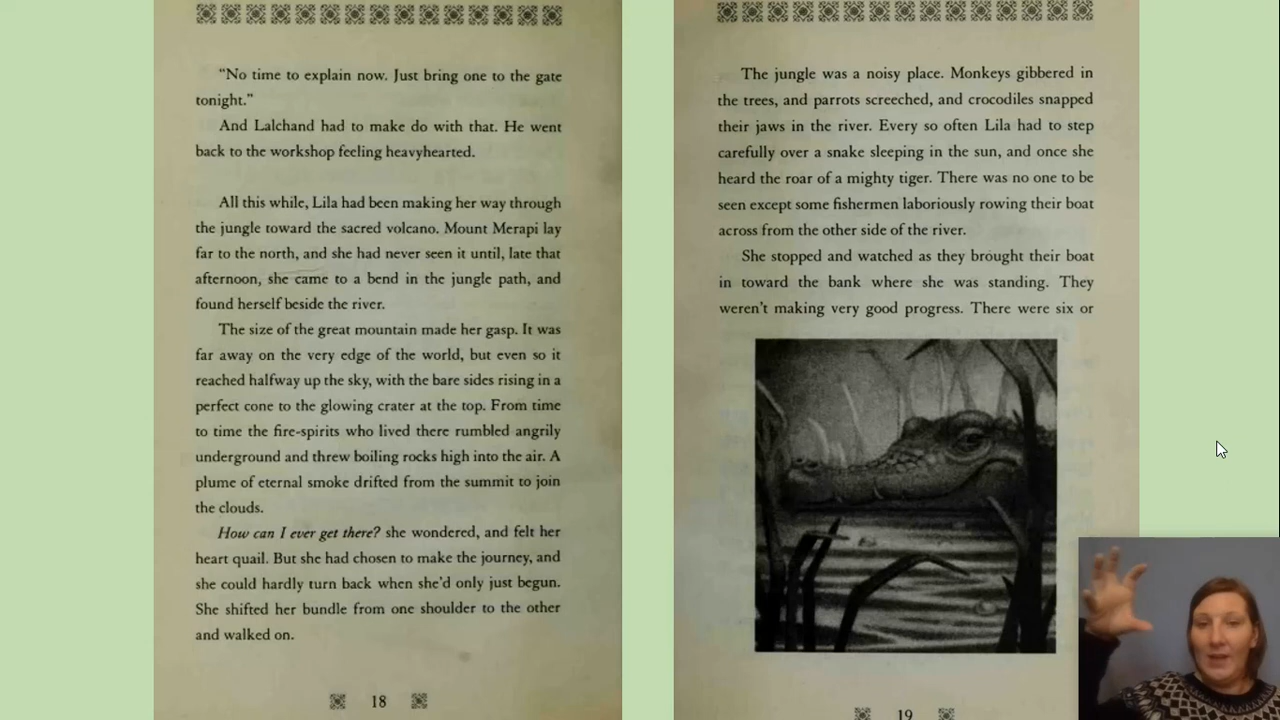 "No time to explain now. Just bring one to the gate
tonight."
And Lalchand had to make do with that. He went
back to the workshop feeling heavyhearted.
All this while, Lila had been making her way through
the jungle toward the sacred volcano. Mount Merapi lay
far to the north, and she had never seen it until, late that
afternoon, she came to a bend in the jungle path, and
found herself beside the river.
The size of the great mountain made her gasp. It was
far away on the very edge of the world, but even so it
reached halfway up the sky, with the bare sides rising in a
perfect cone to the glowing crater at the top. From time
to time the fire-spirits who lived there rumbled angrily
underground and threw boiling rocks high into the air. A
plume of eternal smoke drifted from the summit to join
the clouds.
How can I ever get there? she wondered, and felt her
heart quail. But she had chosen to make the journey, and
she could hardly turn back when she'd only just begun.
She shifted her bundle from one shoulder to the other
and walked on.
18
The jungle was a noisy place. Monkeys gibbered in
the trees, and parrots screeched, and crocodiles snapped
their jaws in the river. Every so often Lila had to step
carefully over a snake sleeping in the sun, and once she
heard the roar of a mighty tiger. There was no one to be
seen except some fishermen laboriously rowing their boat
across from the other side of the river.
She stopped and watched as they brought their boat
in toward the bank where she was standing. They
weren't making very good progress. There were six or
19